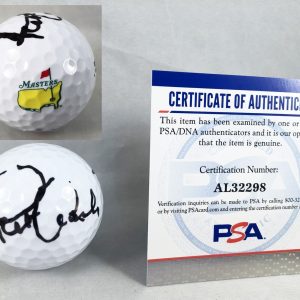 MASTERS
CERTIFICATE OF AUTHENTIC
This item has been examined by one or
PSA/DNA authenticators and it is our op
that the item is genuine.
Certification Number:
AL32298
Verification inquiries can be made to PSA by calling 800-32
or by visiting PSAcard.com and entering the certification
PSA